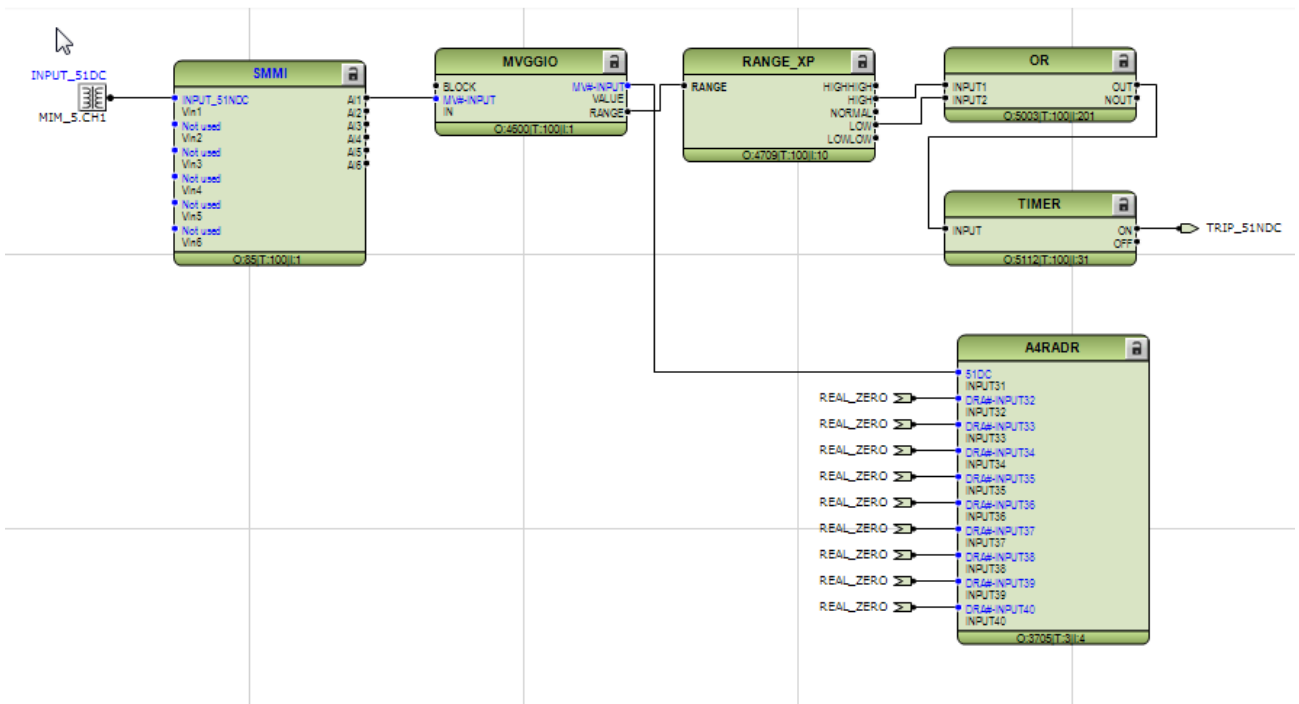 INPUT_51DC
MIM_5.CH1
SMMI
INPUT_51NDC
Vin1
Not used
Vin2
Not used
Vin3
Not used
Vin4
Not used
Vin5
Not used
Vin6
AI1
AI2
AI3
AI4
AI5
AI6
O:85|T:100|I:1
MVGGIO
BLOCK
MV#-INPUT
IN
MV#-INPUT
VALUE
RANGE
O:4600|T:100|I:1
RANGE_XP
RANGE
HIGHHIGH
HIGH
NORMAL
LOW
LOWLOW
O:4709|T:100|I:10
OR
INPUT1
INPUT2
OUT
NOUT
O:5003|T:100|I:201
TIMER
INPUT
ON
OFF
O:5112|T:100|I:31
TRIP_51NDC
A4RADR
51DC
INPUT31
REAL_ZERO DRA#-INPUT32
INPUT32
REAL_ZERO DRA#-INPUT33
INPUT33
REAL_ZERO DRA#-INPUT34
INPUT34
REAL_ZERO DRA#-INPUT35
INPUT35
REAL_ZERO DRA#-INPUT36
INPUT36
REAL_ZERO DRA#-INPUT37
INPUT37
REAL_ZERO DRA#-INPUT38
INPUT38
REAL_ZERO DRA#-INPUT39
INPUT39
REAL_ZERO DRA#-INPUT40
INPUT40
O:3705|T:3|I:4